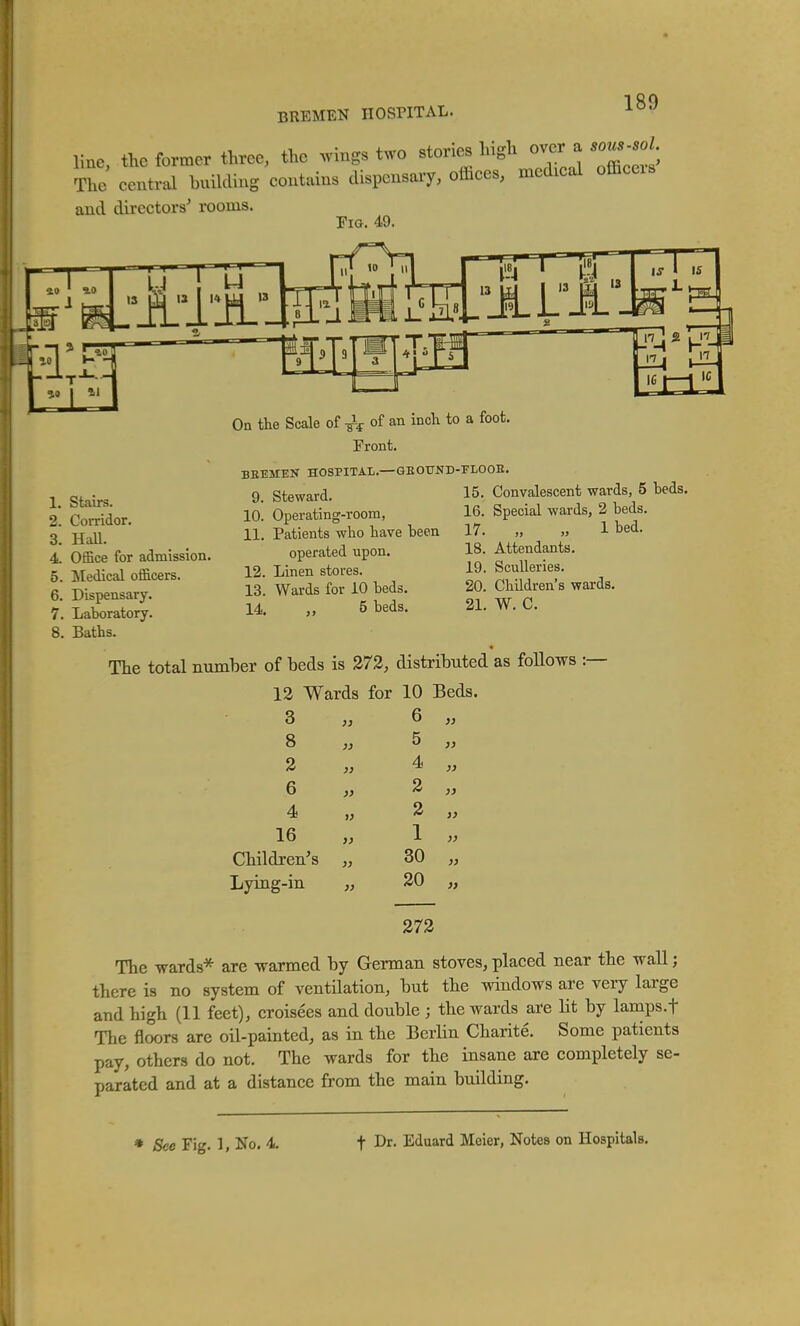 BREMEN HOSPITAL.
189
line, the former three, the wings two stories high over a sous-sol.
The central building contains dispensary, offices, medical officers'
and directors' rooms.
Fig. 49.
On the Scale of of an inch to a foot.
Front.
BREMEN HOSPITAL.—GROUND-FLOOR.
1. Stairs.
2. Corridor.
3. Hall.
4. Office for admission.
5. Medical officers.
6. Dispensary.
7. Laboratory.
8. Baths.
9. Steward.
10. Operating-room,
11. Patients who have been
operated upon.
12. Linen stores.
13. Wards for 10 beds.
14. „ 5 beds.
15. Convalescent wards, 5 beds.
16. Special wards, 2 beds.
17. „ „ 1 bed.
18. Attendants.
19. Sculleries.
20. Children's wards.
21. W. C.
The total number of beds is 272, distributed as follows :—
12 Wards for 10 Beds.
3 „ 6 „
8 „ 5 „
2 „ 4 „
6 „ 2 „
4 „ 2 „
16 „ 1 „
Children's „ 30 „
Lying-in „ 20 „
272
The wards* are warmed by German stoves, placed near the wall;
there is no system of ventilation, but the windows are very large
and high (11 feet), croisées and double ; the wards are lit by lamps.†
The floors are oil-painted, as in the Berlin Charité. Some patients
pay, others do not. The wards for the insane are completely se-
parated and at a distance from the main building.
* See Fig. 1, No. 4. † Dr. Eduard Meier, Notes on Hospitals.